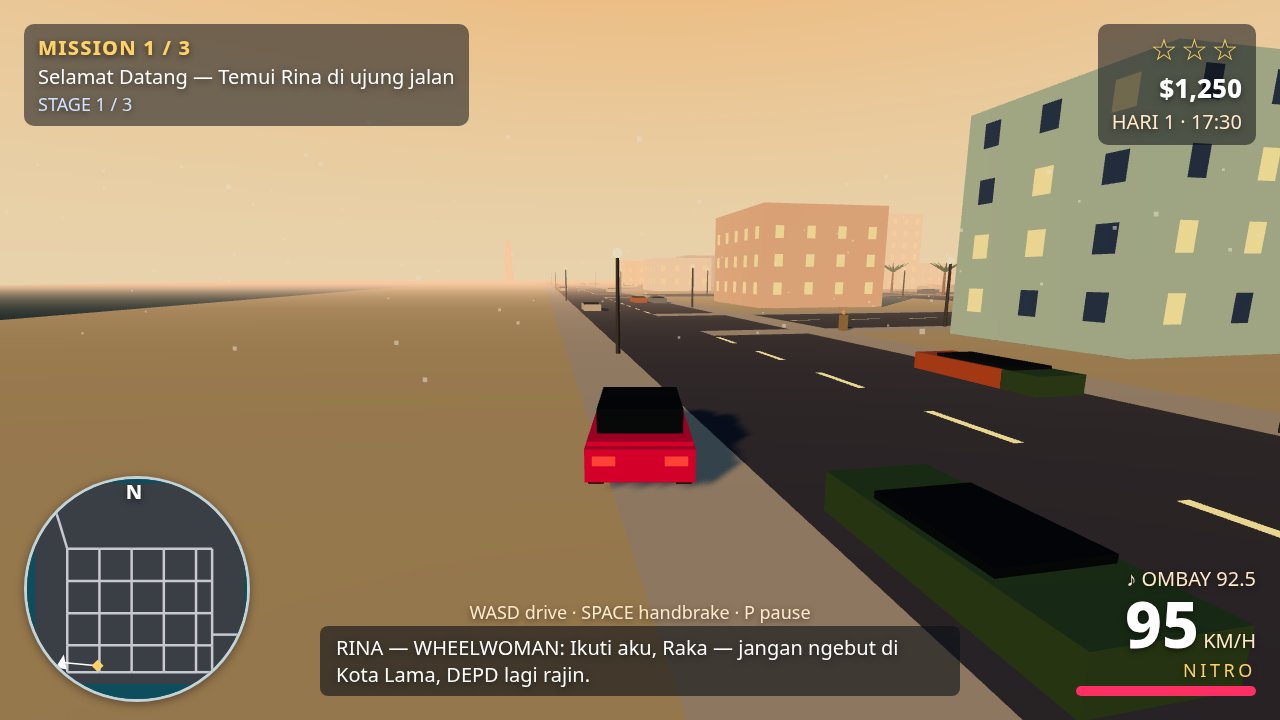 MISSION 1 / 3
Selamat Datang — Temui Rina di ujung jalan
STAGE 1 / 3
☆☆☆
$1,250
HARI 1 · 17:30
N
♪ OMBAY 92.5
95 KM/H
NITRO
WASD drive · SPACE handbrake · P pause
RINA — WHEELWOMAN: Ikuti aku, Raka — jangan ngebut di
Kota Lama, DEPD lagi rajin.